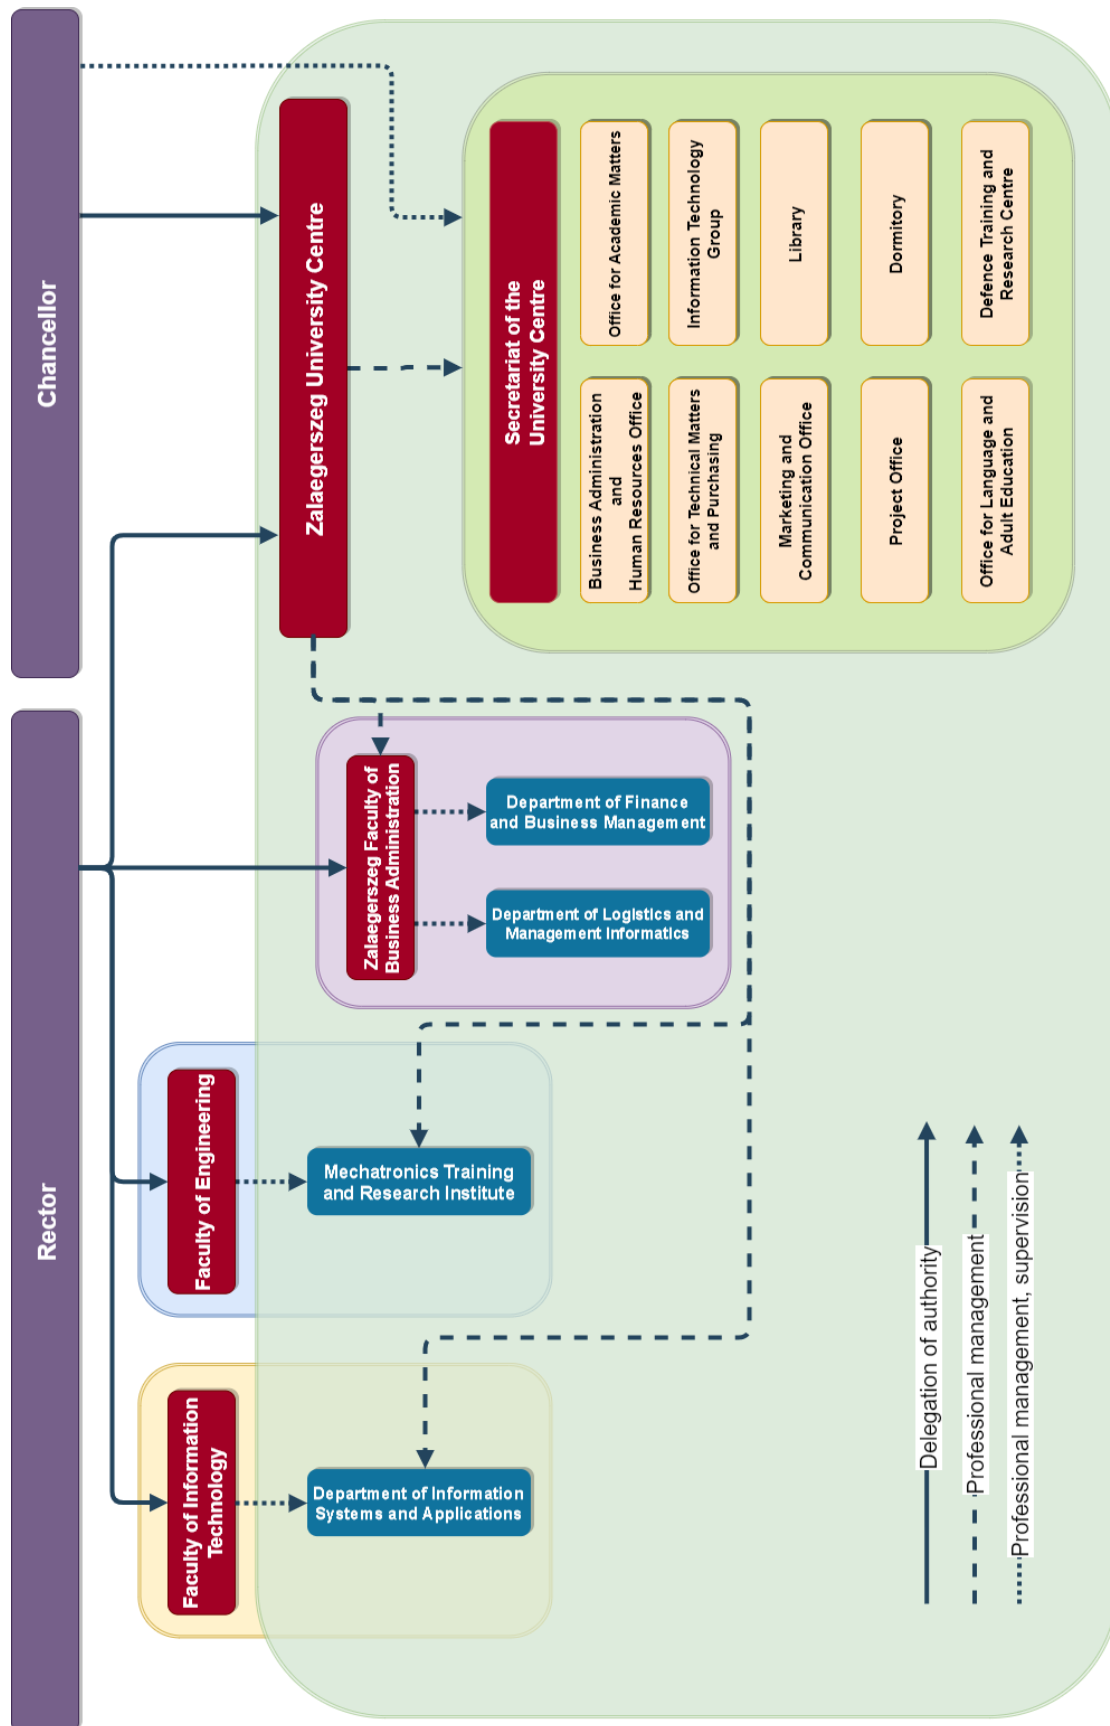 Rector
Chancellor
Faculty of Information
Technology
Faculty of Engineering
Zalaegerszeg Faculty of
Business Administration
Zalaegerszeg University Centre
Department of Information
Systems and Applications
Mechatronics Training
and Research Institute
Department of Logistics and
Management Informatics
Department of Finance
and Business Management
Secretariat of the
University Centre
Business Administration
and
Human Resources Office
Office for Academic Matters
Office for Technical Matters
and Purchasing
Information Technology
Group
Marketing and
Communication Office
Library
Project Office
Dormitory
Office for Language and
Adult Education
Defence Training and
Research Centre
Delegation of authority
Professional management
Professional management, supervision